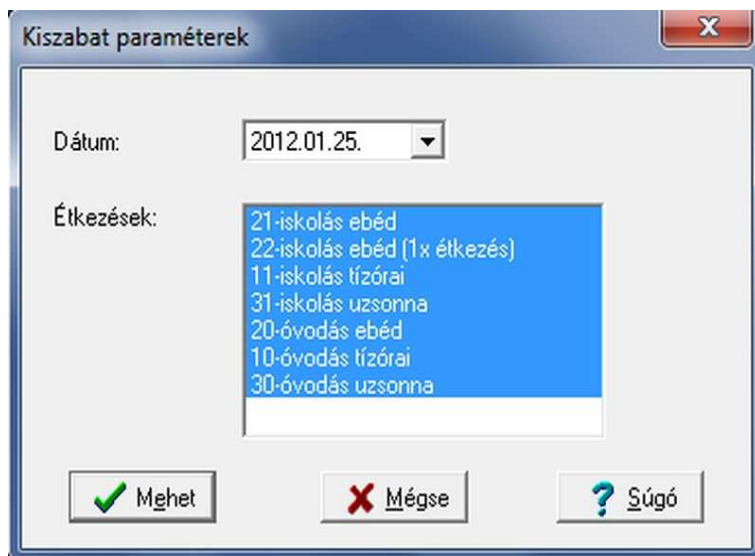 Kiszabat paraméterek
Dátum:
2012.01.25.
Étkezések:
21-iskolás ebéd
22-iskolás ebéd (1x étkezés)
11-iskolás tízórai
31-iskolás uzsonna
20-óvodás ebéd
10-óvodás tízórai
30-óvodás uzsonna
Mehet
Mégse
Súgó